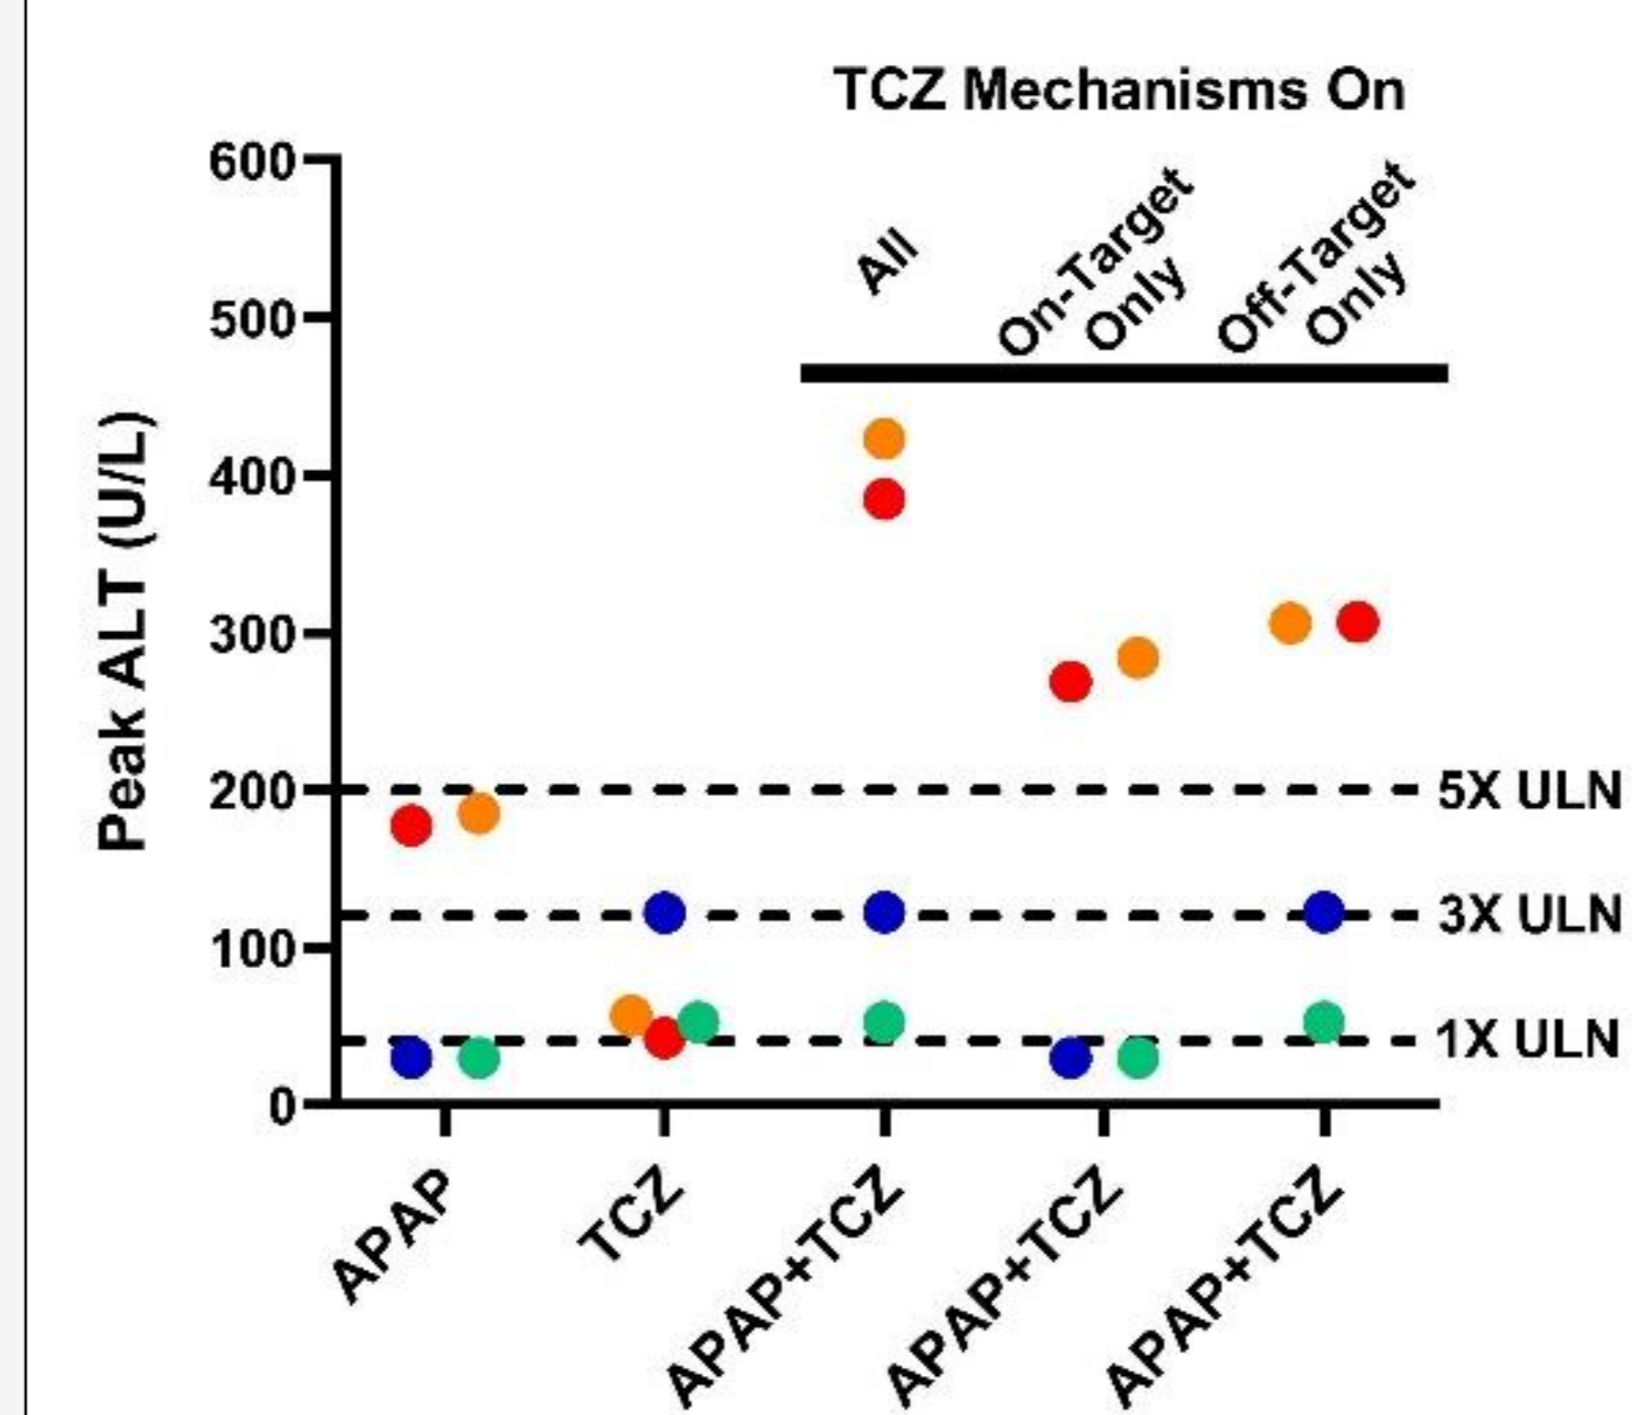 TCZ Mechanisms On
All
On-Target
Only
Off-Target
Only
Peak ALT (U/L)
600
500
400
300
200
100
0
5X ULN
3X ULN
1X ULN
APAP
TCZ
APAP+TCZ
APAP+TCZ
APAP+TCZ